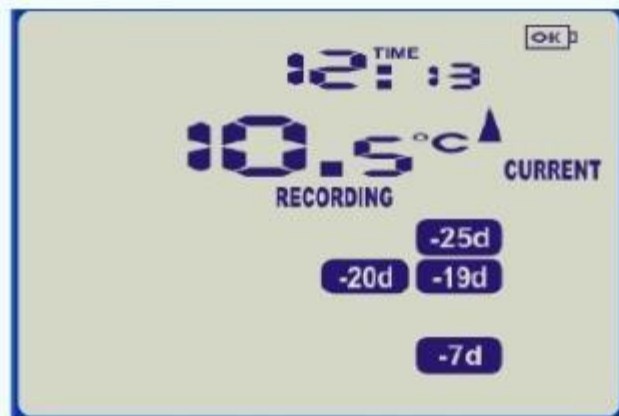 OK
TIME
12:13
10.5°C
CURRENT
RECORDING
-25d
-20d -19d
-7d